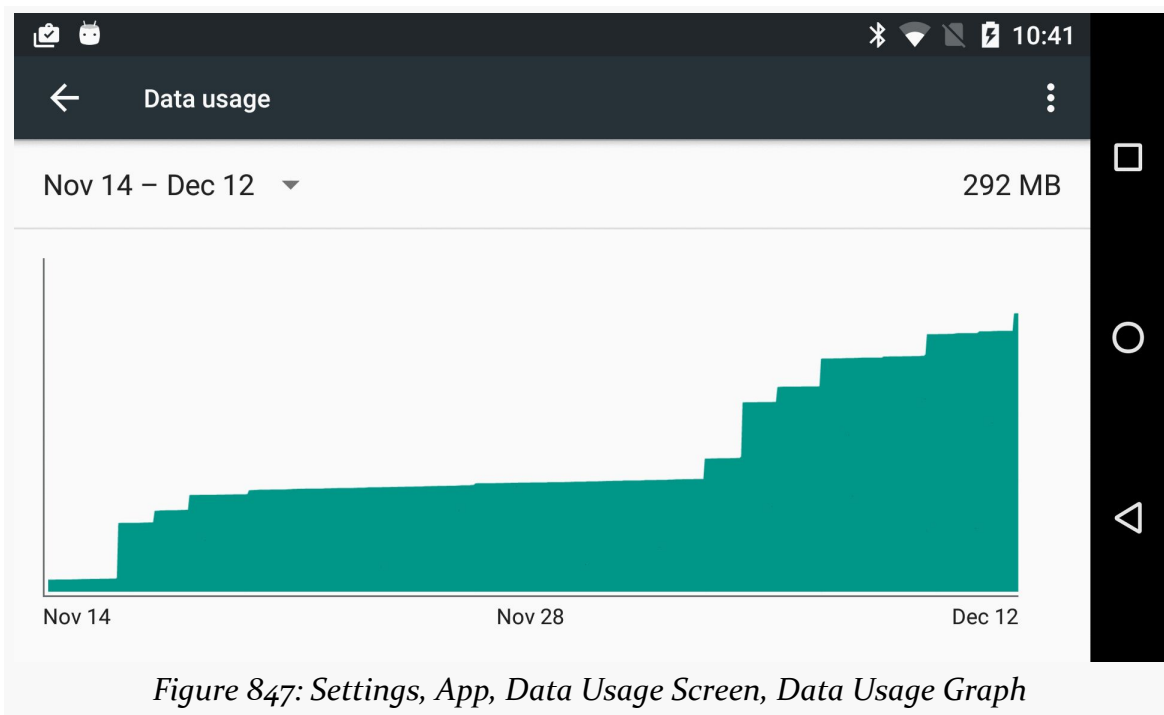 10:41
Data usage
Nov 14 – Dec 12 292 MB
Nov 14 Nov 28 Dec 12
Figure 847: Settings, App, Data Usage Screen, Data Usage Graph